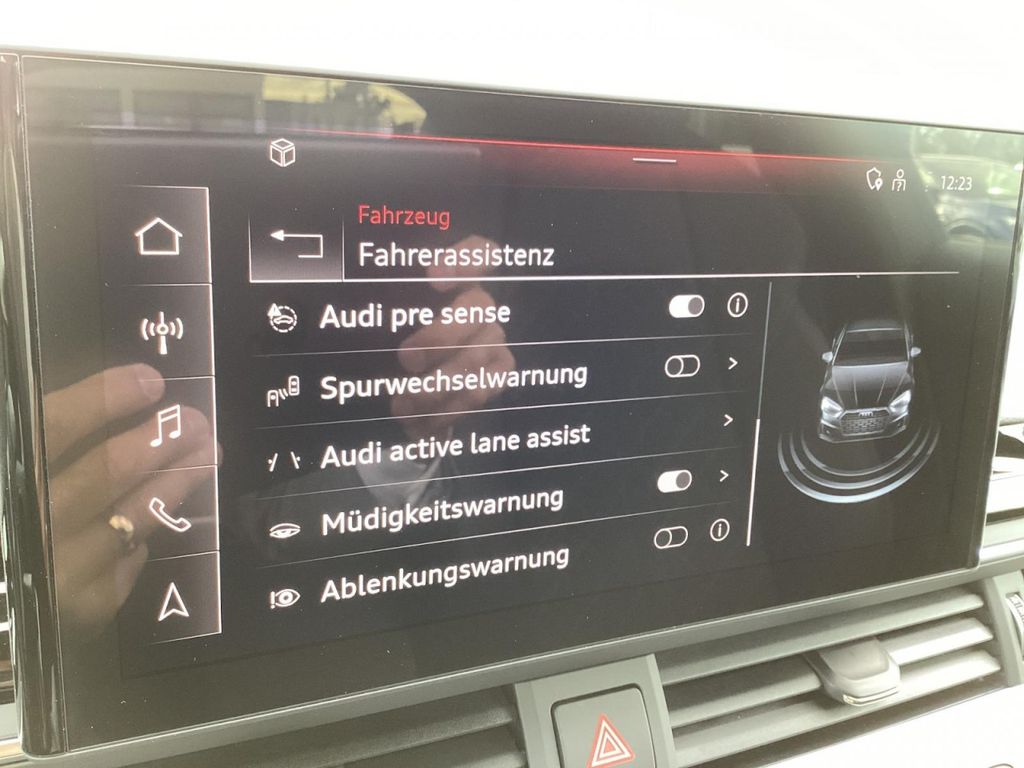 12:23
Fahrzeug
Fahrerassistenz
Audi pre sense
Spurwechselwarnung
Audi active lane assist
Müdigkeitswarnung
Ablenkungswarnung